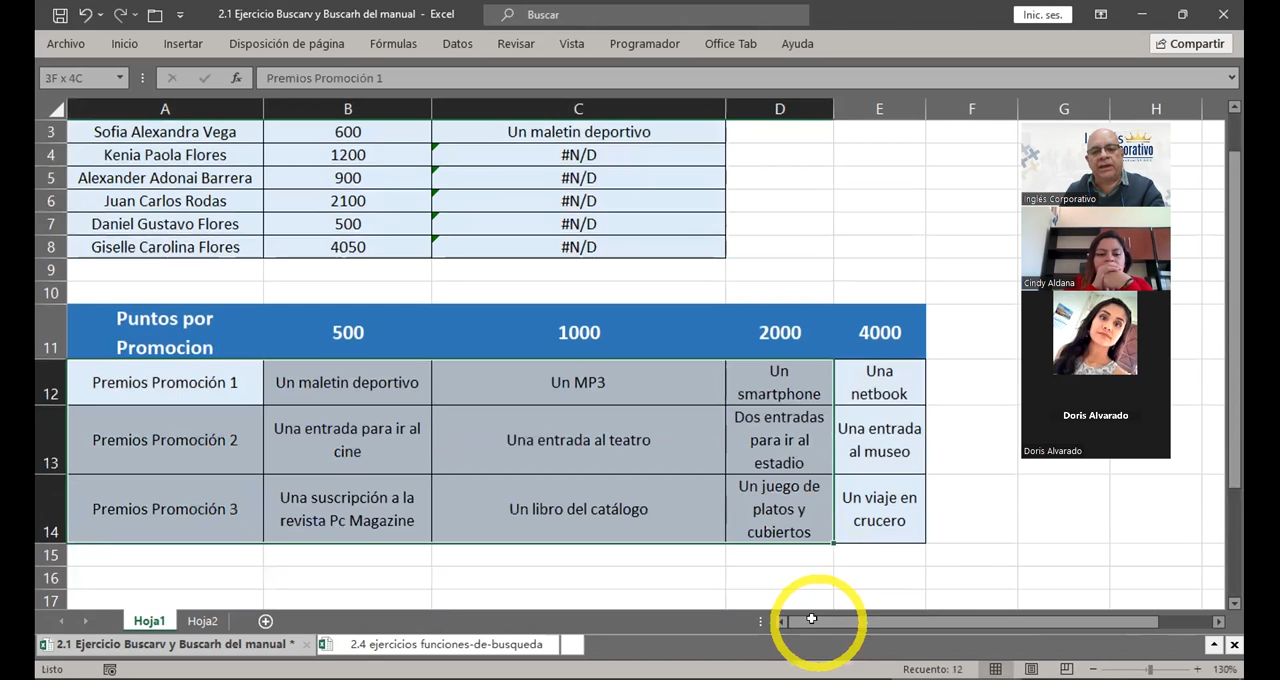 2.1 Ejercicio Buscarv y Buscarh del manual - Excel
Buscar
Inic. ses.
Archivo Inicio Insertar Disposición de página Fórmulas Datos Revisar Vista Programador Office Tab Ayuda Compartir
3F x 4C fx Premios Promoción 1
A B C D E F G H
3 Sofia Alexandra Vega 600 Un maletin deportivo
4 Kenia Paola Flores 1200 #N/D
5 Alexander Adonai Barrera 900 #N/D
6 Juan Carlos Rodas 2100 #N/D
7 Daniel Gustavo Flores 500 #N/D
8 Giselle Carolina Flores 4050 #N/D
9
10
11 Puntos por Promocion 500 1000 2000 4000
12 Premios Promoción 1 Un maletin deportivo Un MP3 Un smartphone Una netbook
13 Premios Promoción 2 Una entrada para ir al cine Una entrada al teatro Dos entradas para ir al estadio Una entrada al museo
14 Premios Promoción 3 Una suscripción a la revista Pc Magazine Un libro del catálogo Un juego de platos y cubiertos Un viaje en crucero
15
16
17
Inglés Corporativo
Cindy Aldana
Doris Alvarado
Doris Alvarado
Hoja1 Hoja2
2.1 Ejercicio Buscarv y Buscarh del manual * 2.4 ejercicios funciones-de-busqueda
Listo Recuento: 12 130%